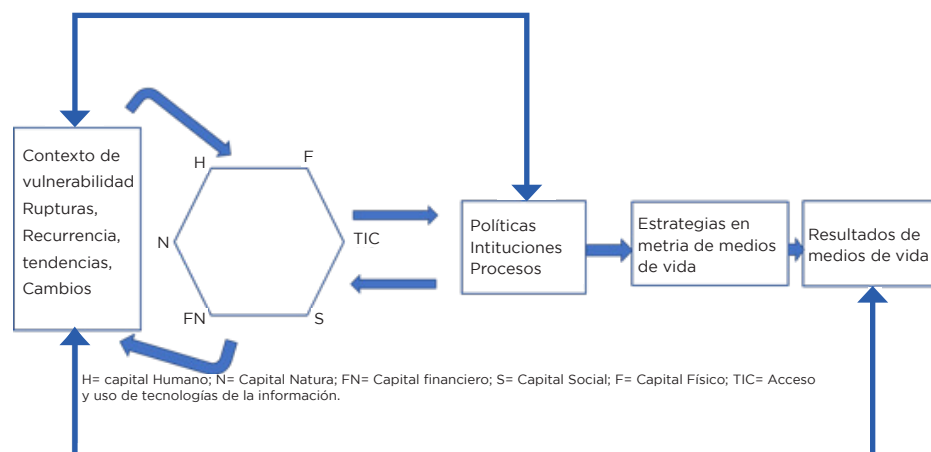 Contexto de
vulnerabilidad
Rupturas,
Recurrencia,
tendencias,
Cambios
H
F
N
TIC
FN
S
Políticas
Intituciones
Procesos
Estrategias en
metria de medios
de vida
Resultados de
medios de vida
H= capital Humano; N= Capital Natura; FN= Capital financiero; S= Capital Social; F= Capital Físico; TIC= Acceso
y uso de tecnologías de la información.